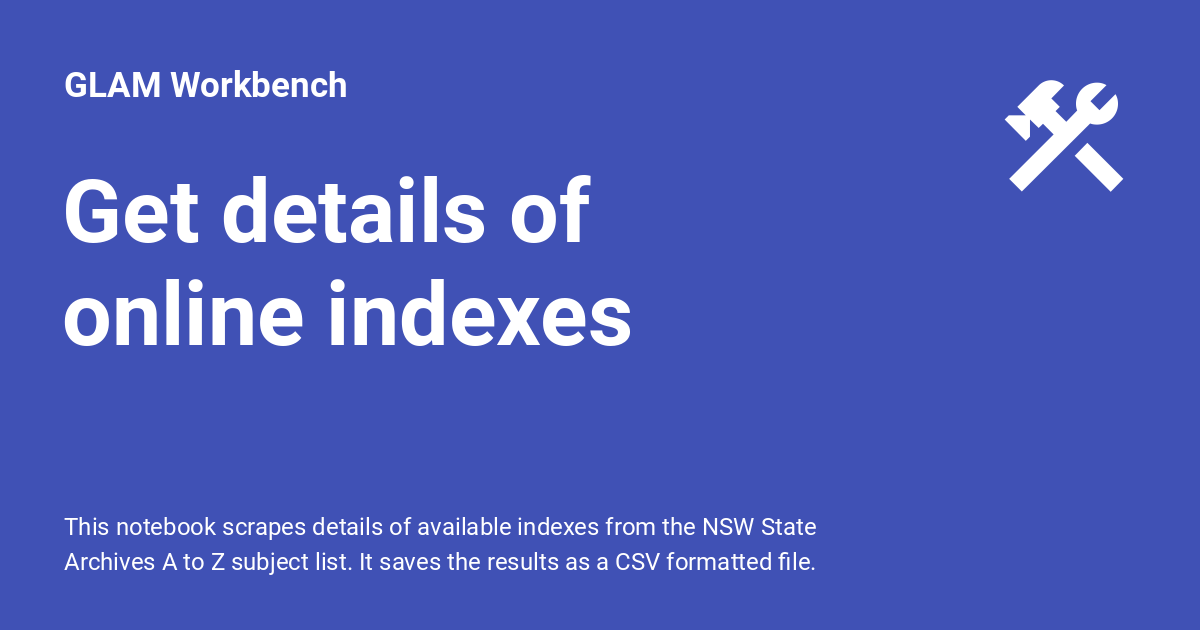 GLAM Workbench
Get details of
online indexes
This notebook scrapes details of available indexes from the NSW State
Archives A to Z subject list. It saves the results as a CSV formatted file.